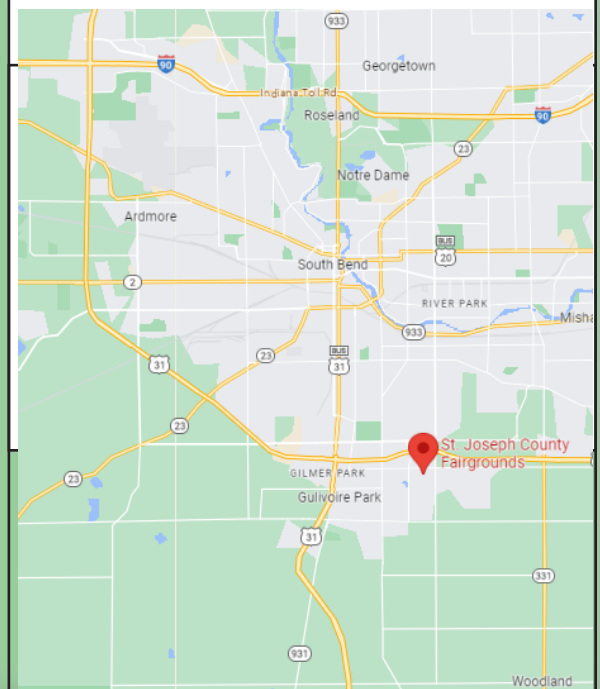 933
Georgetown
90
Indiana Toll Rd
Roseland
90
23
Notre Dame
Ardmore
BUS
20
South Bend
2
RIVER PARK
Misha
933
BUS
31
23
31
23
St. Joseph County
Fairgrounds
GILMER PARK
23
Gulivoire Park
31
331
931
Woodland